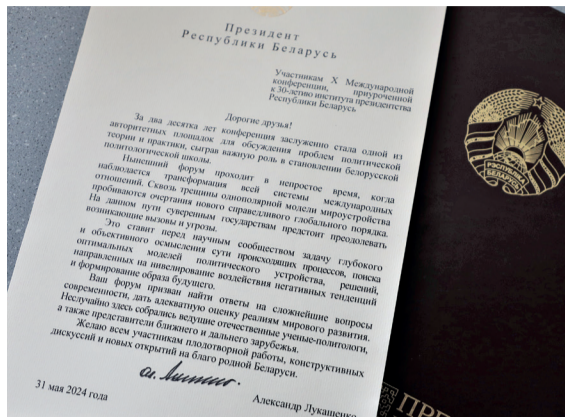 Президент
Республики Беларусь
Участникам X Международной
конференции, приуроченной
к 30-летию института президентства
Республики Беларусь
Дорогие друзья!
За два десятка лет конференция заслуженно стала одной из
авторитетных площадок для обсуждения проблем политической
теории и практики, сыграв важную роль в становлении белорусской
политологической школы.
Нынешний форум проходит в непростое время, когда
наблюдается трансформация всей системы международных
отношений. Сквозь трещины однополярной модели мироустройства
пробиваются очертания нового справедливого глобального порядка.
На данном пути суверенным государствам предстоит преодолевать
возникающие вызовы и угрозы.
Это ставит перед научным сообществом задачу глубокого
и объективного осмысления сути происходящих процессов, поиска
оптимальных моделей политического устройства, решений,
направленных на нивелирование воздействия негативных тенденций
и формирование образа будущего.
Ваш форум призван найти ответы на сложнейшие вопросы
современности, дать адекватную оценку реалиям мирового развития.
Неслучайно здесь собрались ведущие отечественные ученые-политологи,
а также представители ближнего и дальнего зарубежья.
Желаю всем участникам плодотворной работы, конструктивных
дискуссий и новых открытий на благо родной Беларуси.
31 мая 2024 года
Александр Лукашенко
РЭСПУБЛІКА
БЕЛАРУСЬ